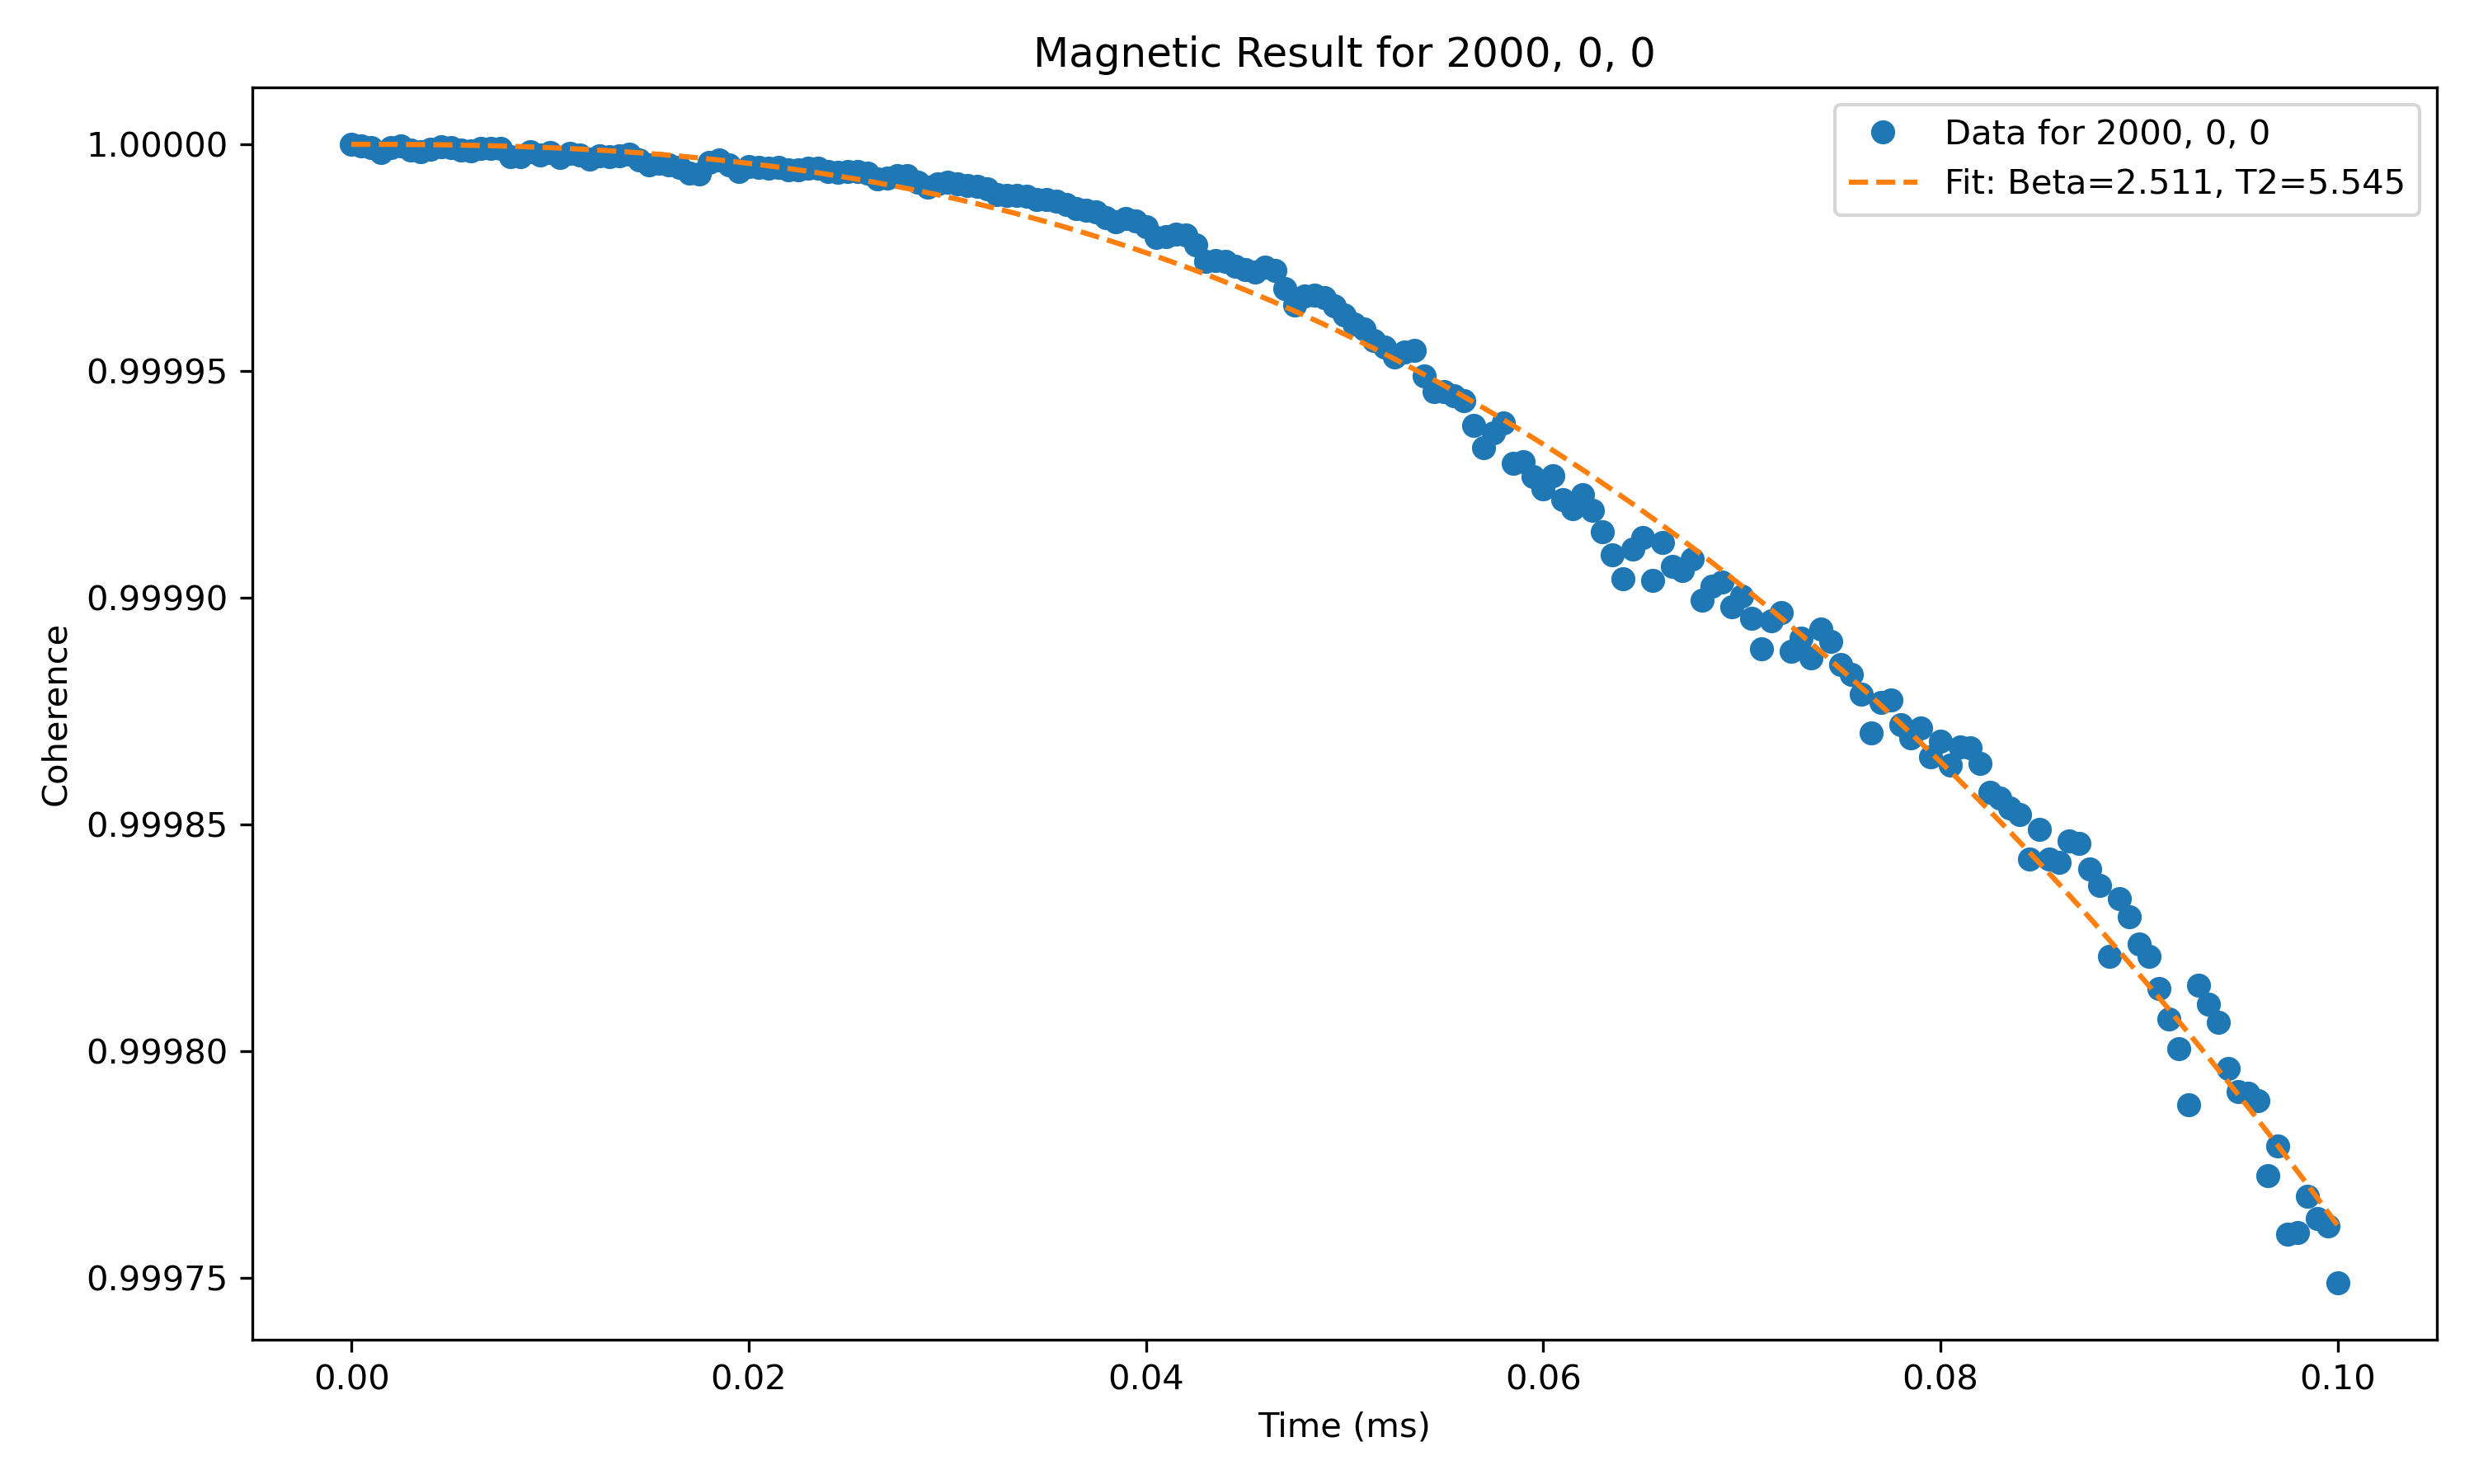 Magnetic Result for 2000, 0, 0
Data for 2000, 0, 0
Fit: Beta=2.511, T2=5.545
Coherence
1.00000
0.99995
0.99990
0.99985
0.99980
0.99975
0.00 0.02 0.04 0.06 0.08 0.10
Time (ms)